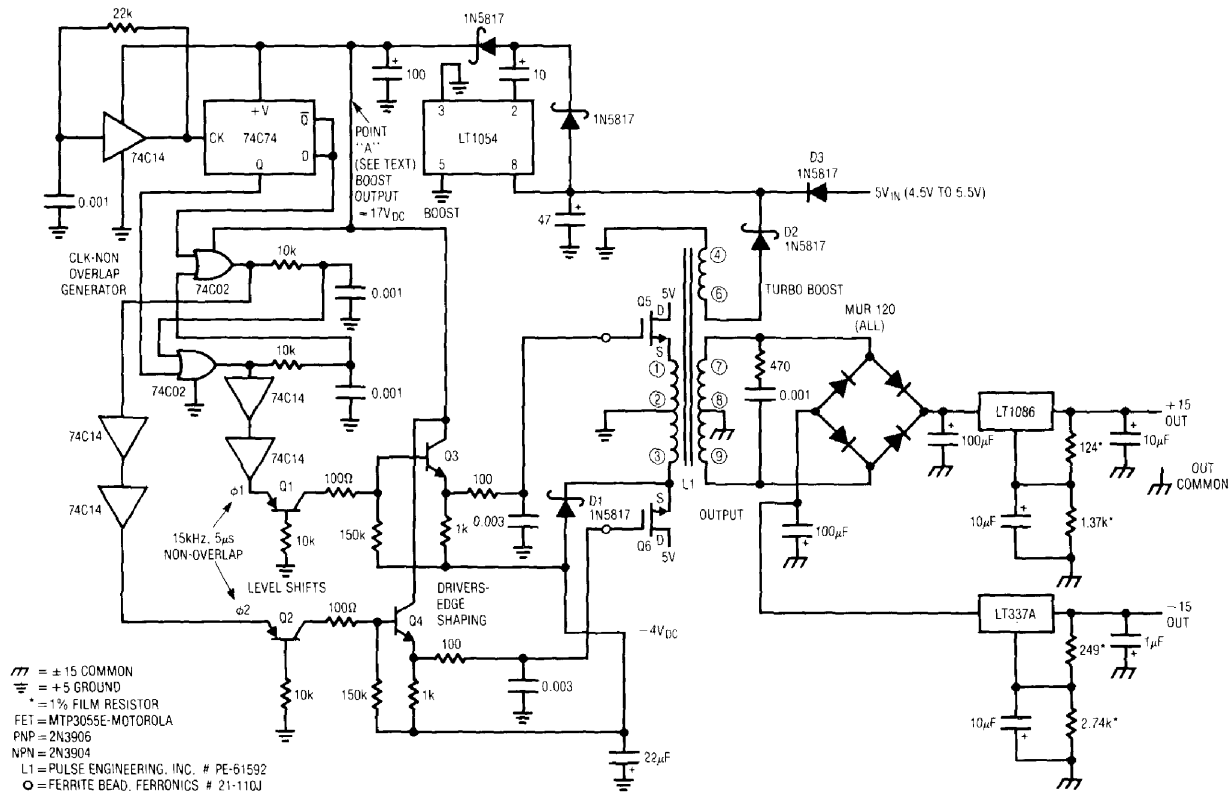 22k
1N5817
+
100
+
10
+V
74C74
CK
Q̅
D
Q
74C14
0.001
3
2
LT1054
5
8
BOOST
1N5817
POINT
"A"
(SEE TEXT)
BOOST
OUTPUT
≈17VDC
D3
1N5817
5VIN (4.5V TO 5.5V)
47
+
D2
1N5817
TURBO BOOST
CLK-NON
OVERLAP
GENERATOR
74C02
10k
0.001
74C02
10k
0.001
74C14
74C14
74C14
74C14
Q5
5V
D
S
4
6
1
2
3
7
8
9
L1
OUTPUT
470
0.001
MUR 120
(ALL)
100µF
+
LT1086
124*
+
10µF
+15
OUT
OUT
COMMON
10µF
+
1.37k*
ϕ1
Q1
100Ω
Q3
100
0.003
D1
1N5817
S
D
Q6
5V
100µF
+
15kHz, 5µs
NON-OVERLAP
10k
150k
1k
LEVEL SHIFTS
DRIVERS-
EDGE
SHAPING
ϕ2
Q2
100Ω
Q4
100
0.003
−4VDC
LT337A
249*
1µF
+
−15
OUT
10k
150k
1k
22µF
+
10µF
+
2.74k*
= ± 15 COMMON
= +5 GROUND
* = 1% FILM RESISTOR
FET = MTP3055E-MOTOROLA
PNP = 2N3906
NPN = 2N3904
L1 = PULSE ENGINEERING, INC. # PE-61592
= FERRITE BEAD, FERRONICS # 21-110J